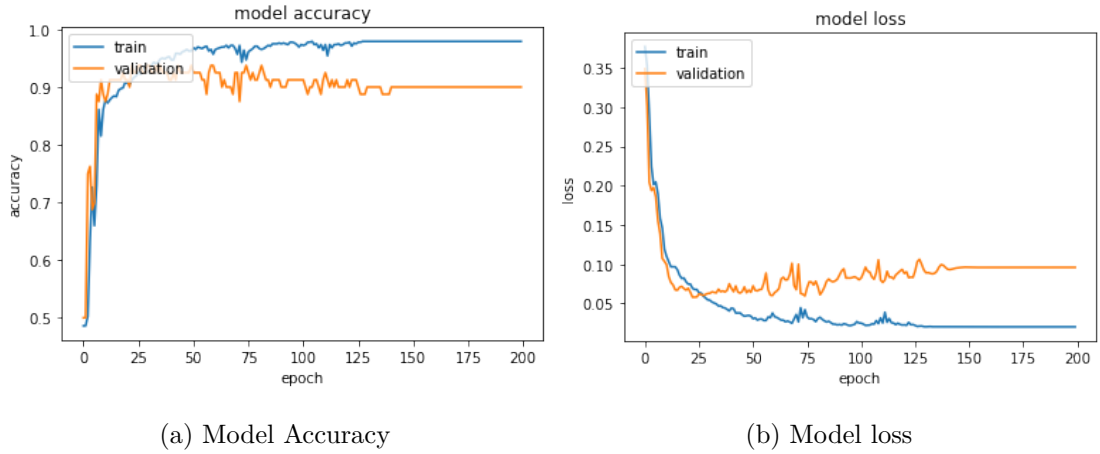 model accuracy
1.0
0.9
0.8
0.7
0.6
0.5
accuracy
train
validation
0 25 50 75 100 125 150 175 200
epoch
(a) Model Accuracy
model loss
0.35
0.30
0.25
0.20
0.15
0.10
0.05
loss
train
validation
0 25 50 75 100 125 150 175 200
epoch
(b) Model loss